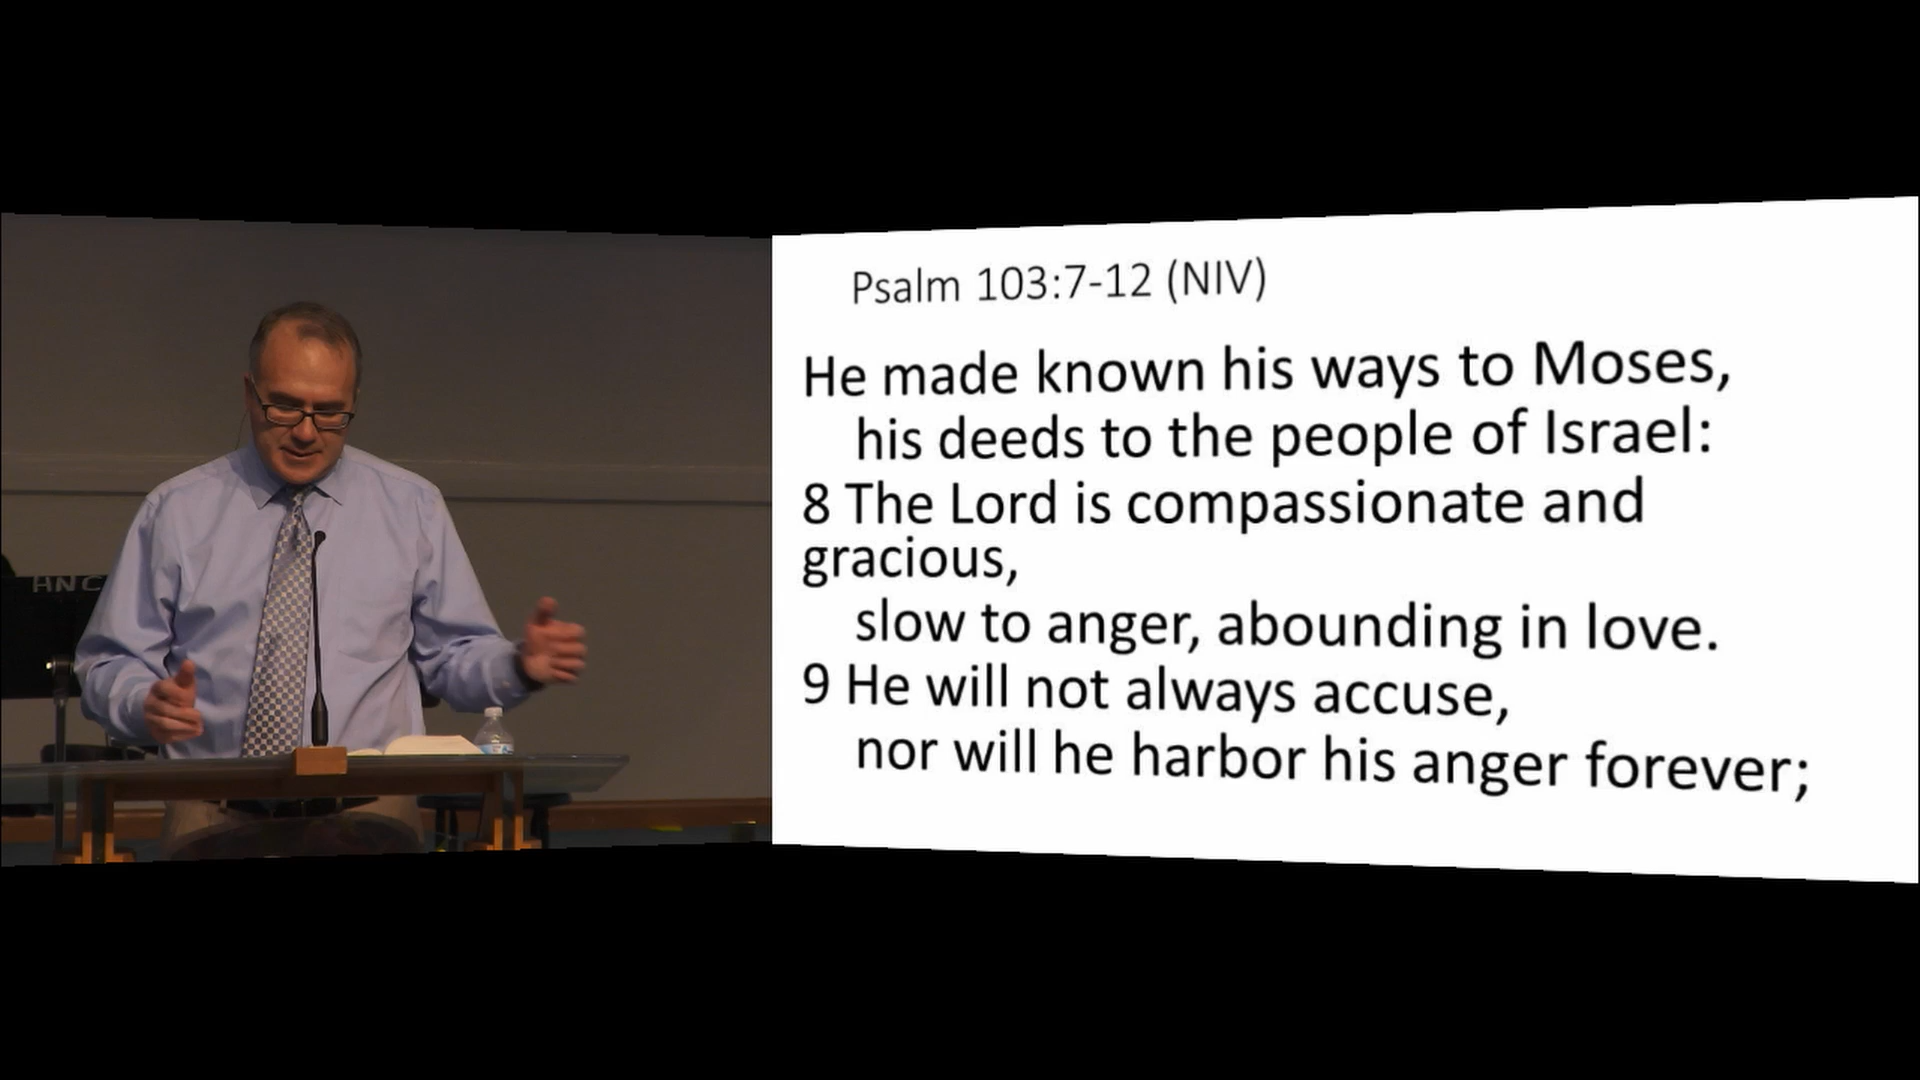 Psalm 103:7-12 (NIV)
He made known his ways to Moses,
his deeds to the people of Israel:
8 The Lord is compassionate and
gracious,
slow to anger, abounding in love.
9 He will not always accuse,
nor will he harbor his anger forever;
HNC